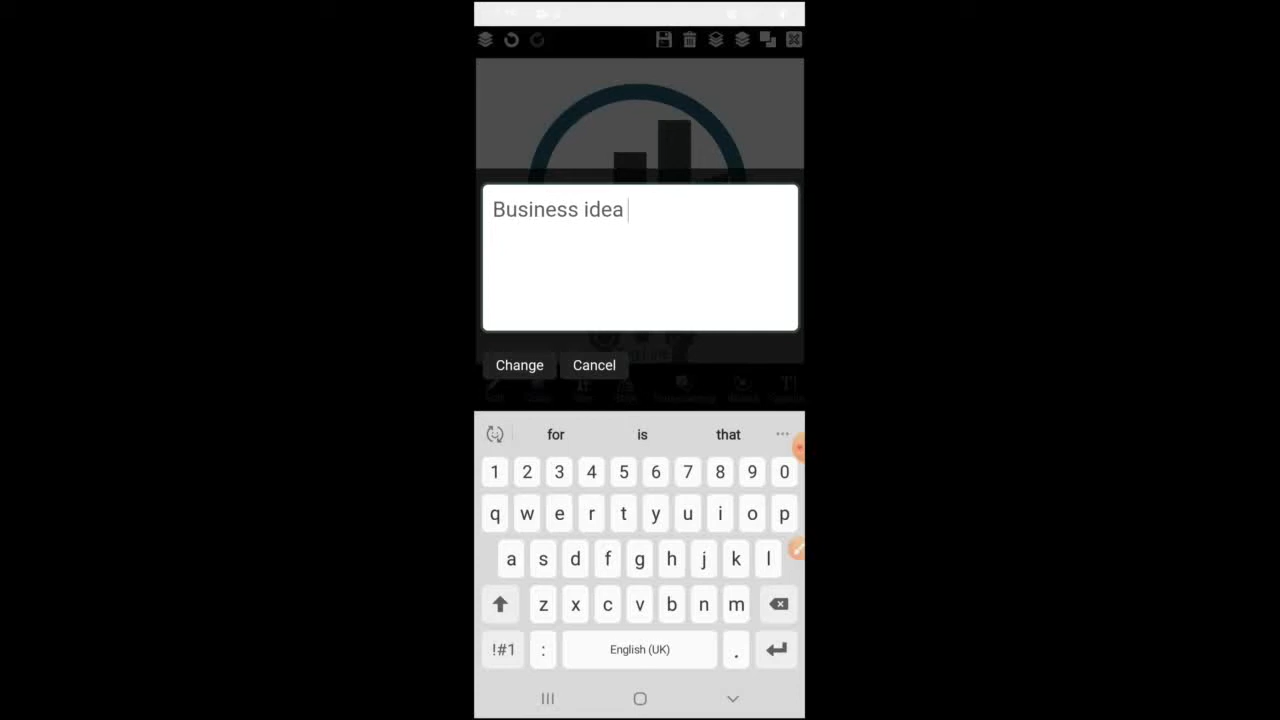 Business idea
Change Cancel
for is that ...
1 2 3 4 5 6 7 8 9 0
q w e r t y u i o p
a s d f g h j k l
z x c v b n m
!#1 : English (UK) .